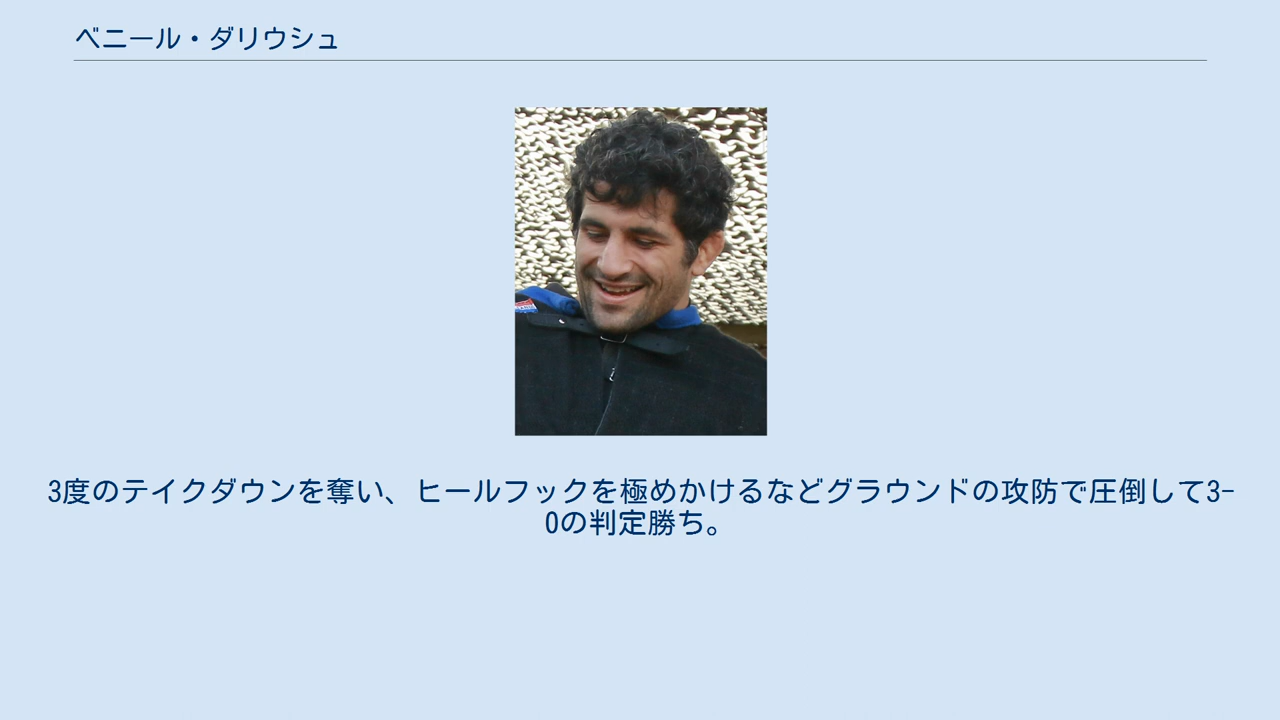 ベニール・ダリウシュ
3度のテイクダウンを奪い、ヒールフックを極めかけるなどグラウンドの攻防で圧倒して3-
0の判定勝ち。